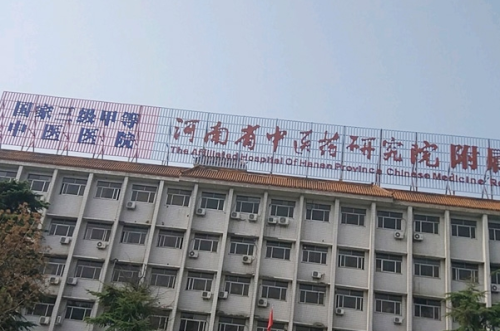 国家三级甲等
中医医院
河南省中医药研究院附属
The Affiliated Hospital Of Henan Province Chinese Medicine